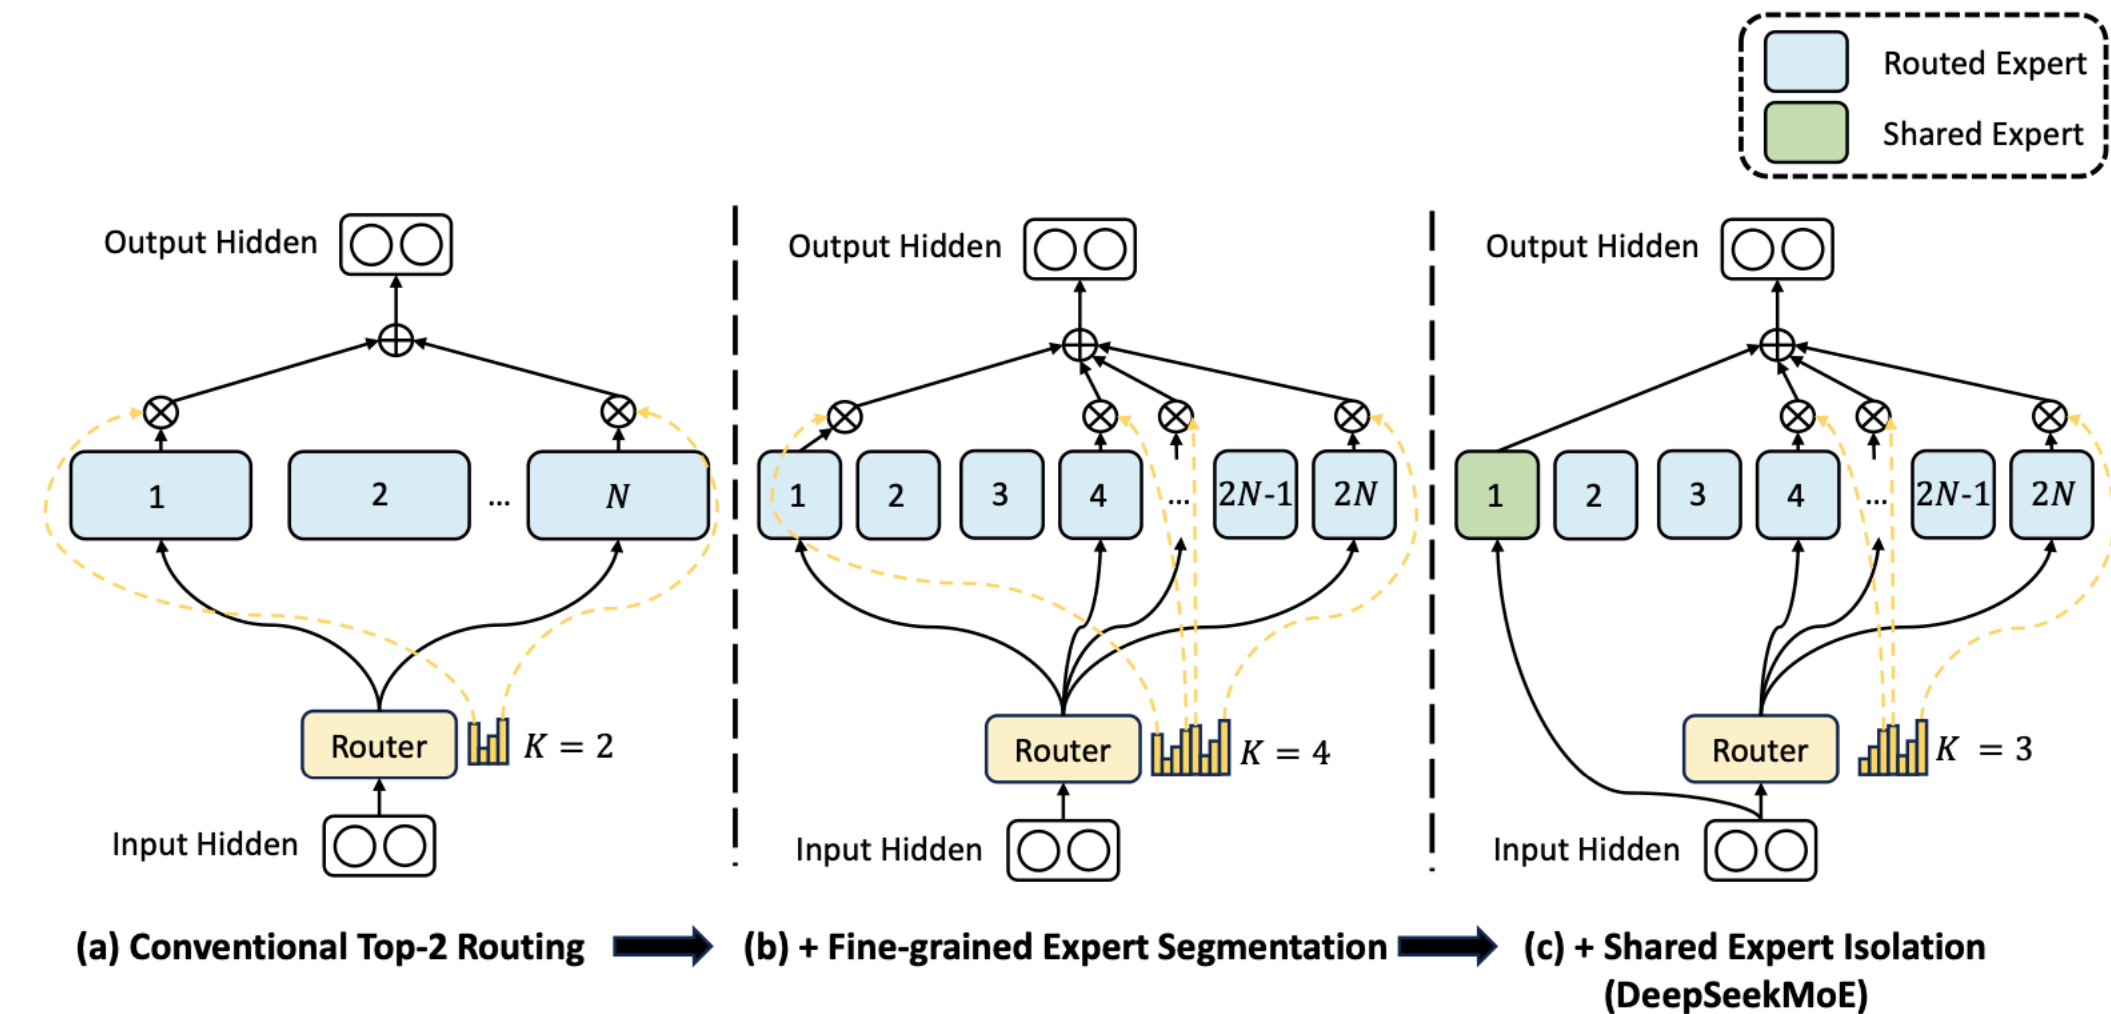 Routed Expert
Shared Expert
Output Hidden
1
2
...
N
Router
K = 2
Input Hidden
(a) Conventional Top-2 Routing
Output Hidden
1
2
3
4
...
2N-1
2N
Router
K = 4
Input Hidden
(b) + Fine-grained Expert Segmentation
Output Hidden
1
2
3
4
...
2N-1
2N
Router
K = 3
Input Hidden
(c) + Shared Expert Isolation
(DeepSeekMoE)